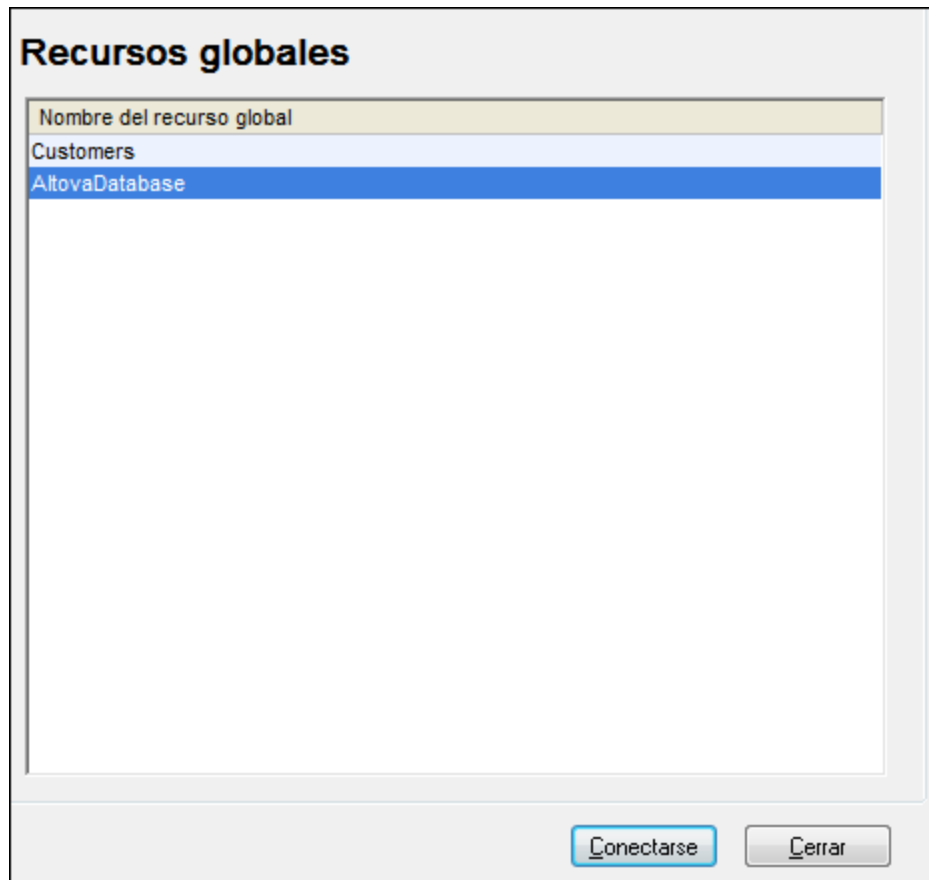 Recursos globales
Nombre del recurso global
Customers
AltovaDatabase
Conectarse
Cerrar